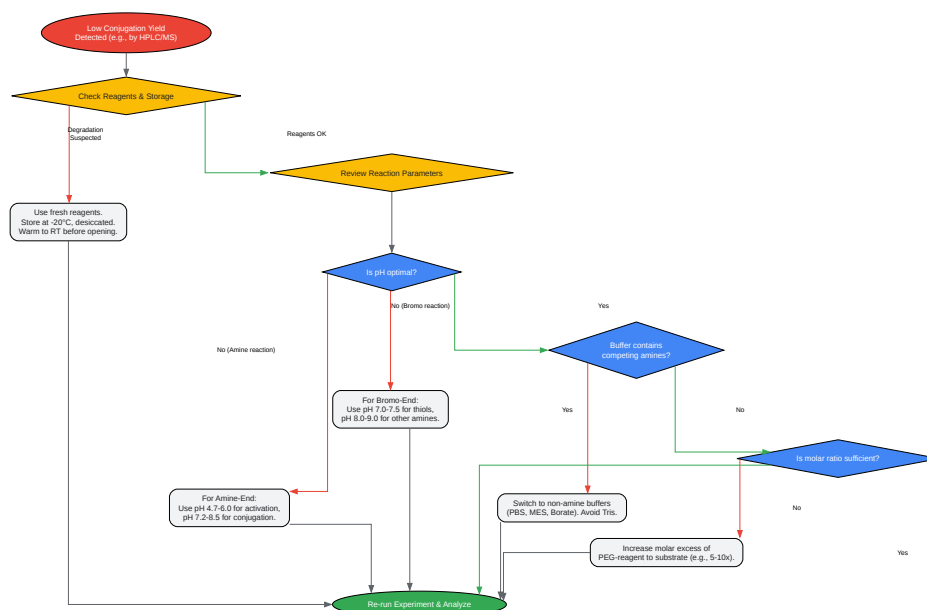 Low Conjugation Yield
Detected (e.g., by HPLC/MS)
Check Reagents & Storage
Degradation
Suspected
Reagents OK
Review Reaction Parameters
Use fresh reagents.
Store at -20°C, desiccated.
Warm to RT before opening.
Is pH optimal?
No (Bromo reaction)
Yes
No (Amine reaction)
Buffer contains
competing amines?
For Bromo-End:
Use pH 7.0-7.5 for thiols,
pH 8.0-9.0 for other amines.
Yes
No
Is molar ratio sufficient?
For Amine-End:
Use pH 4.7-6.0 for activation,
pH 7.2-8.5 for conjugation.
Switch to non-amine buffers
(PBS, MES, Borate). Avoid Tris.
No
Increase molar excess of
PEG-reagent to substrate (e.g., 5-10x).
Yes
Re-run Experiment & Analyze